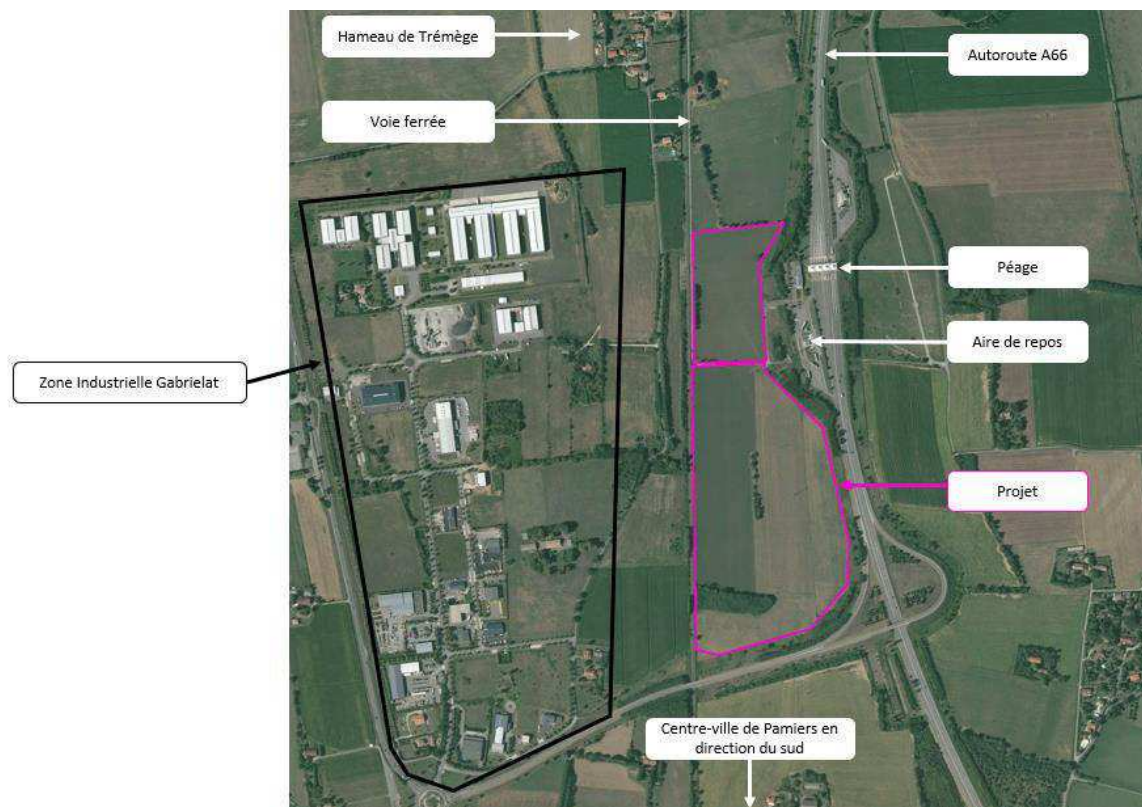 Hameau de Trémège
Autoroute A66
Voie ferrée
Péage
Aire de repos
Zone Industrielle Gabrielat
Projet
Centre-ville de Pamiers en
direction du sud